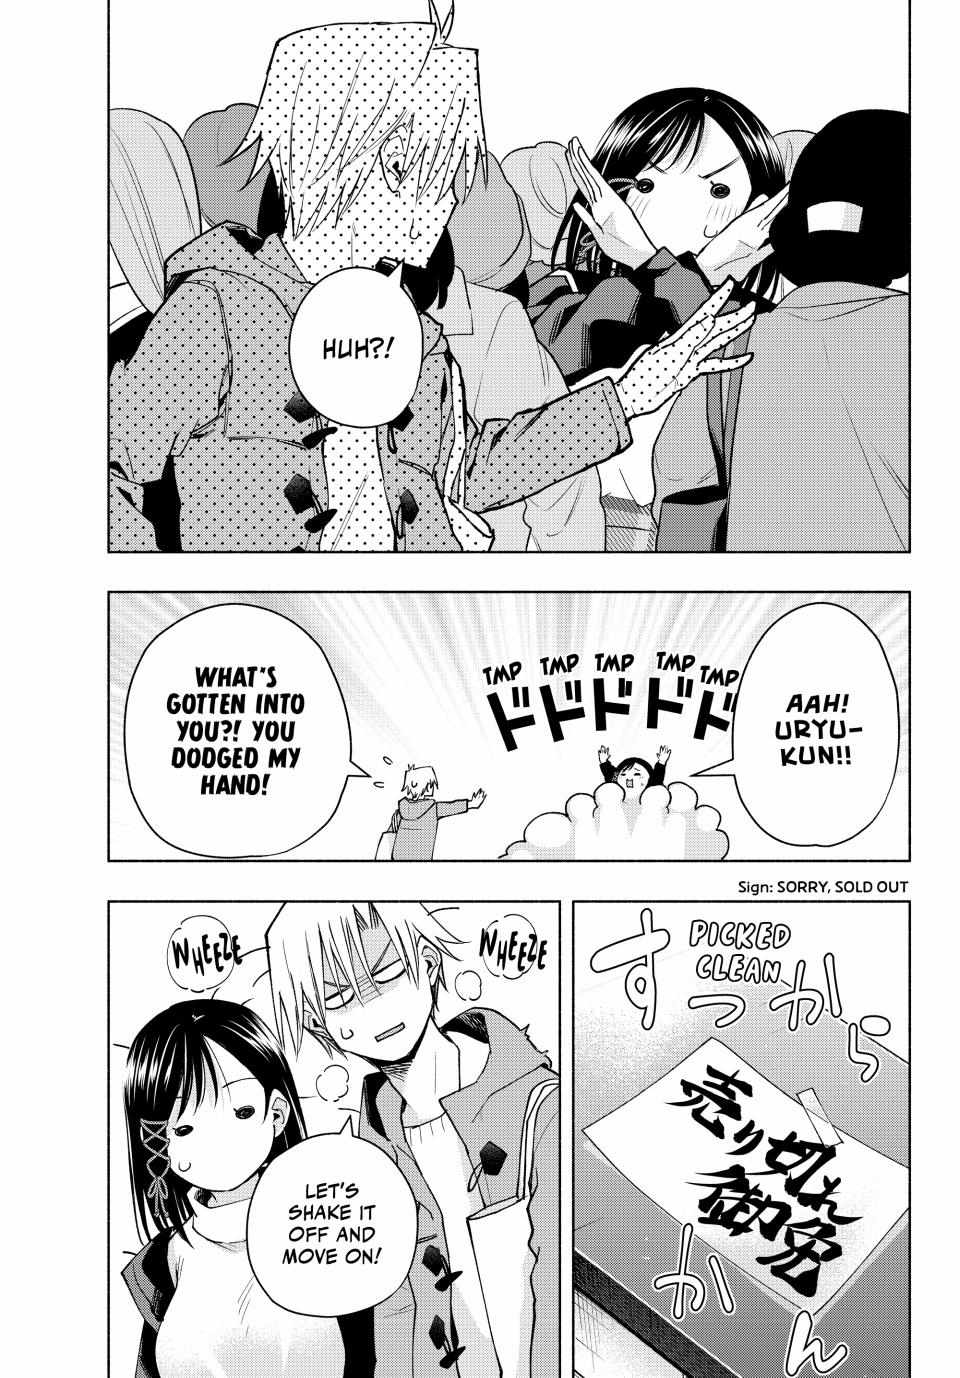 HUH?!
AAH!
URYU-
KUN!!
TMP
TMP
TMP
TMP
TMP
ドドドドド
WHAT'S
GOTTEN INTO
YOU?! YOU
DODGED MY
HAND!
Sign: SORRY, SOLD OUT
PICKED
CLEAN
すっからかん
売り切れ
御免
WHEEZE
WHEEZE
LET'S
SHAKE IT
OFF AND
MOVE ON!